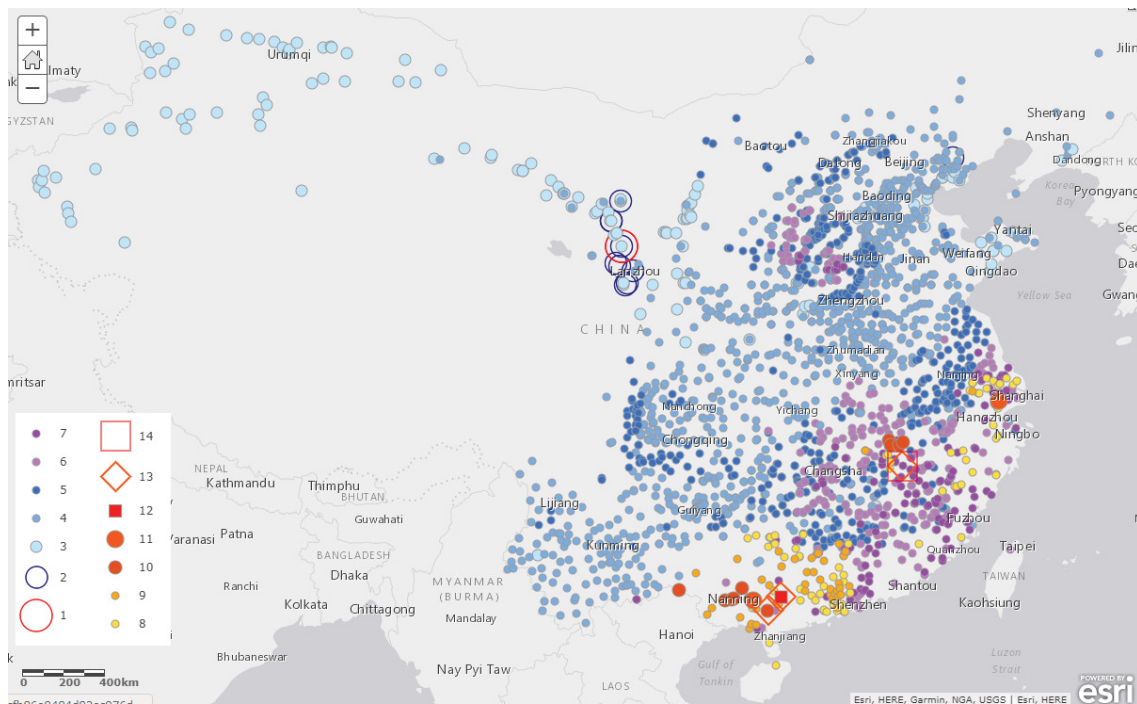 +
Jilin
Urumqi
Almaty
−
Shenyang
GYZSTAN
Anshan
Zhangjiakou
Baotou
Datong
Beijing
Dandong
NORTH KO
Korea
Bay
Pyongyang
Baoding
Shijiazhuang
Yantai
Seo
Handan
Jinan
Weifang
Lanzhou
Qingdao
Dae
Zhengzhou
Yellow Sea
Gwang
CHINA
Zhumadian
Xinyang
Nanjing
mritsar
Shanghai
Nanchong
Yichang
Hangzhou
Ningbo
Chongqing
7
14
6
13
5
12
4
11
3
10
2
9
1
8
NEPAL
Kathmandu
Thimphu
BHUTAN
Changsha
Lijiang
Guiyang
Guwahati
Fuzhou
Varanasi
Patna
Kunming
Quanzhou
Taipei
BANGLADESH
Dhaka
MYANMAR
(BURMA)
TAIWAN
Ranchi
Shantou
Kolkata
Chittagong
Nanning
Shenzhen
Kaohsiung
Mandalay
Hanoi
Zhanjiang
Bhubaneswar
Nay Pyi Taw
Gulf of
Tonkin
Luzon
Strait
LAOS
0 200 400km
POWERED BY
esri
Esri, HERE, Garmin, NGA, USGS | Esri, HERE